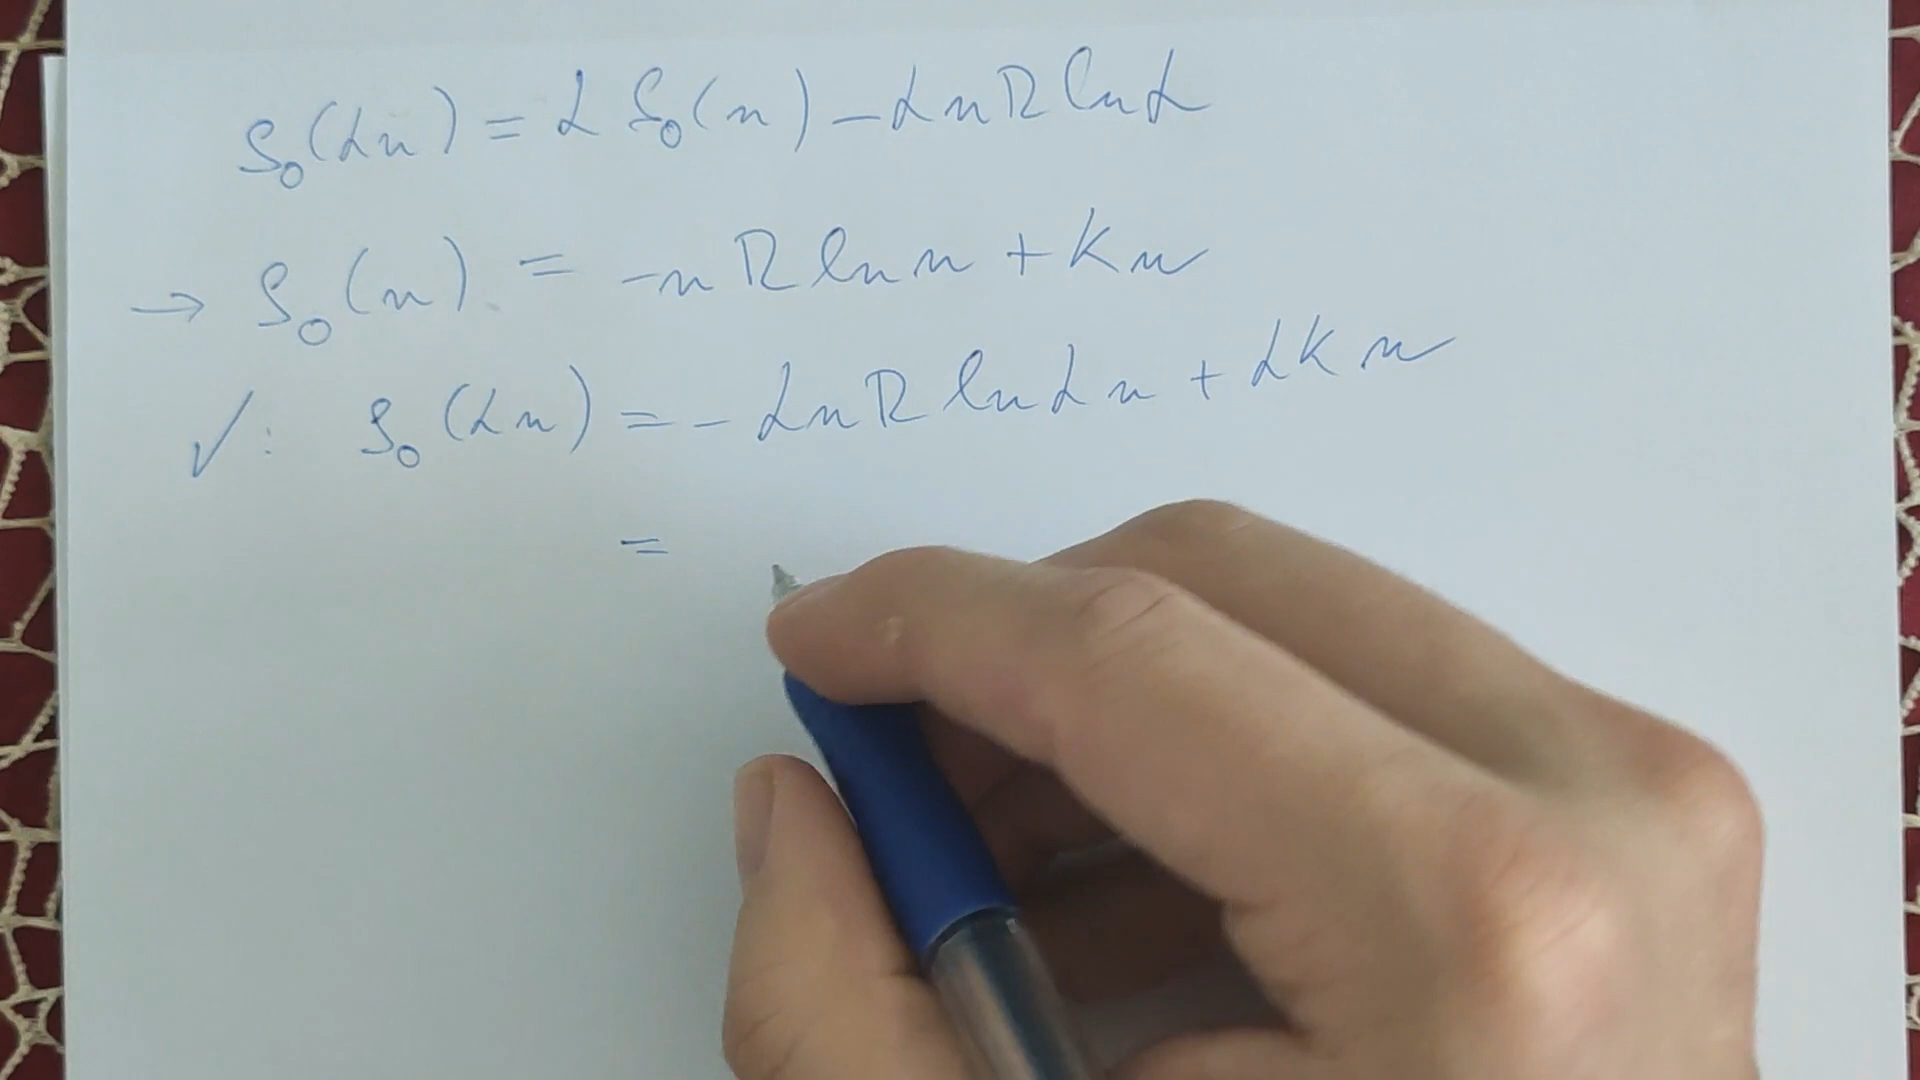 S₀(αn) = α S₀(n) − αnR ln α
→ S₀(n) = −nR ln n + kn
✓: S₀(αn) = − αnR ln αn + αkn
=